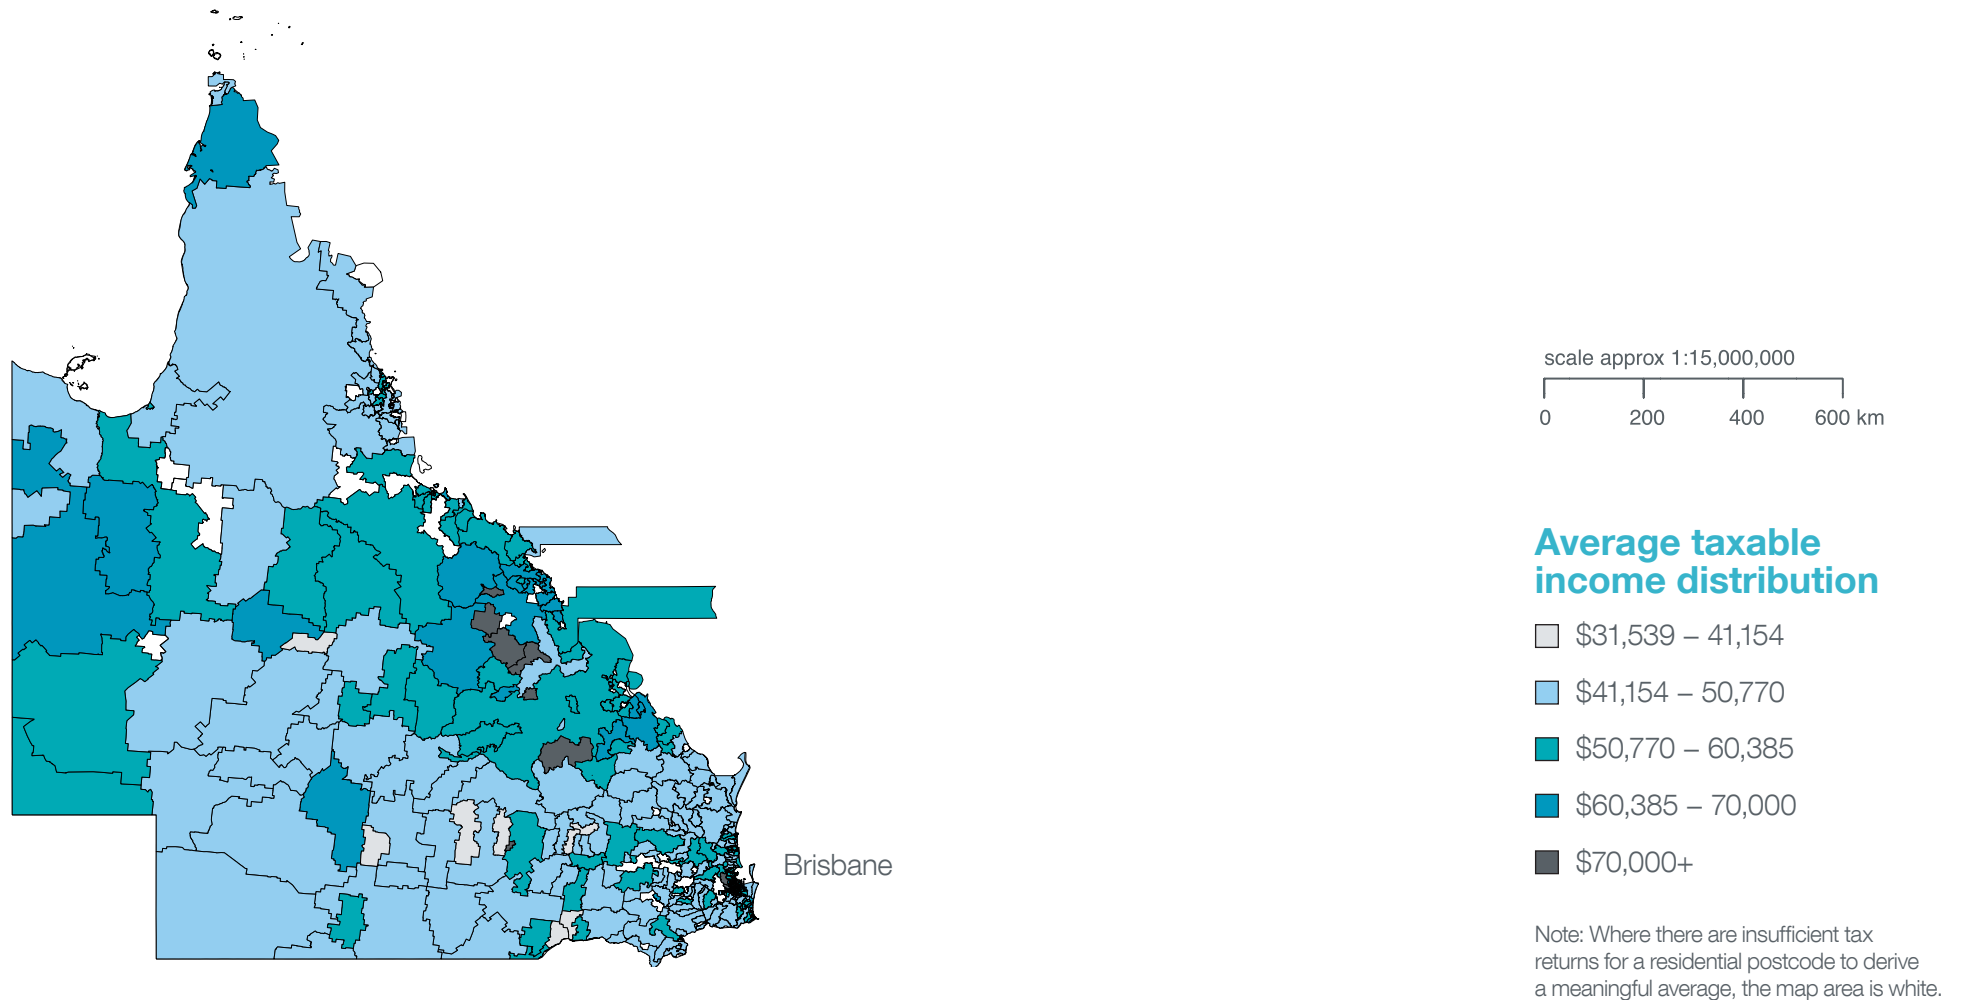 scale approx 1:15,000,000
0 200 400 600 km
Average taxable
income distribution
$31,539 – 41,154
$41,154 – 50,770
$50,770 – 60,385
$60,385 – 70,000
$70,000+
Brisbane
Note: Where there are insufficient tax
returns for a residential postcode to derive
a meaningful average, the map area is white.